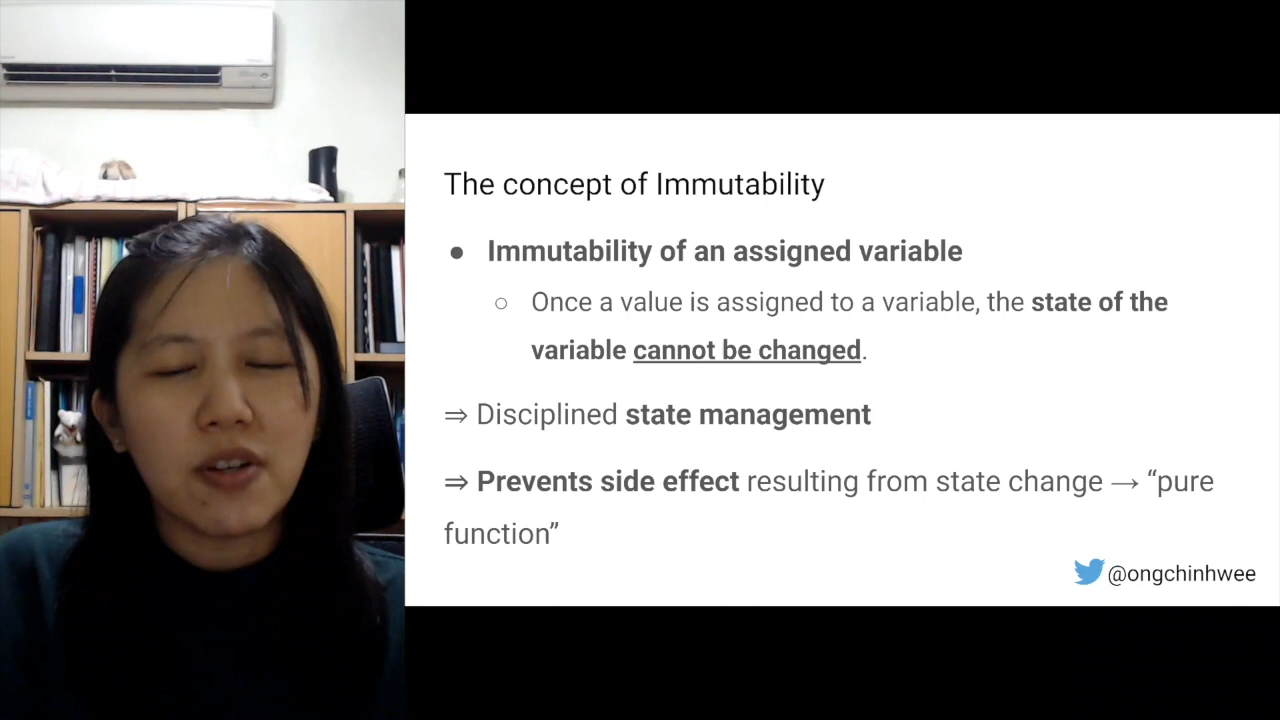 The concept of Immutability
● Immutability of an assigned variable
○ Once a value is assigned to a variable, the state of the
variable cannot be changed.
⇒ Disciplined state management
⇒ Prevents side effect resulting from state change → “pure
function”
@ongchinhwee